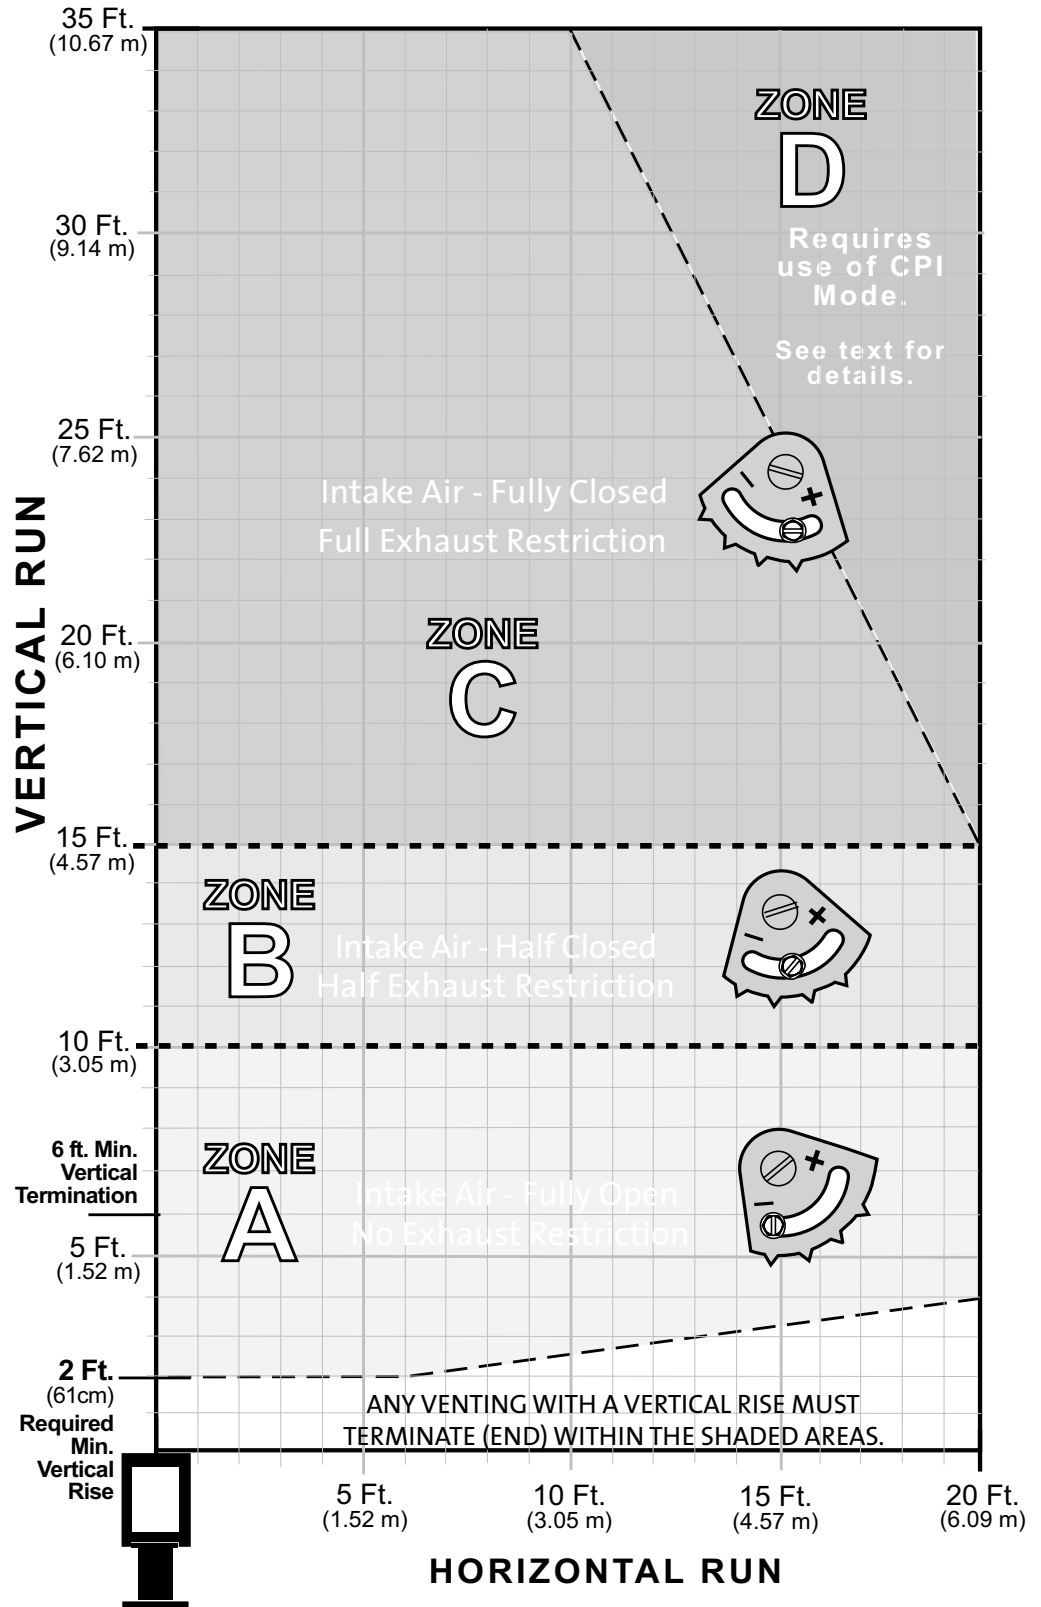 35 Ft.
(10.67 m)
ZONE
D
Requires
use of CPI
Mode.
See text for
details.
30 Ft.
(9.14 m)
25 Ft.
(7.62 m)
Intake Air - Fully Closed
Full Exhaust Restriction
VERTICAL RUN
20 Ft.
(6.10 m)
ZONE
C
15 Ft.
(4.57 m)
ZONE
B
Intake Air - Half Closed
Half Exhaust Restriction
10 Ft.
(3.05 m)
6 ft. Min.
Vertical
Termination
ZONE
A
Intake Air - Fully Open
No Exhaust Restriction
5 Ft.
(1.52 m)
2 Ft.
(61cm)
Required
Min.
Vertical
Rise
ANY VENTING WITH A VERTICAL RISE MUST
TERMINATE (END) WITHIN THE SHADED AREAS.
5 Ft.
(1.52 m)
10 Ft.
(3.05 m)
15 Ft.
(4.57 m)
20 Ft.
(6.09 m)
HORIZONTAL RUN